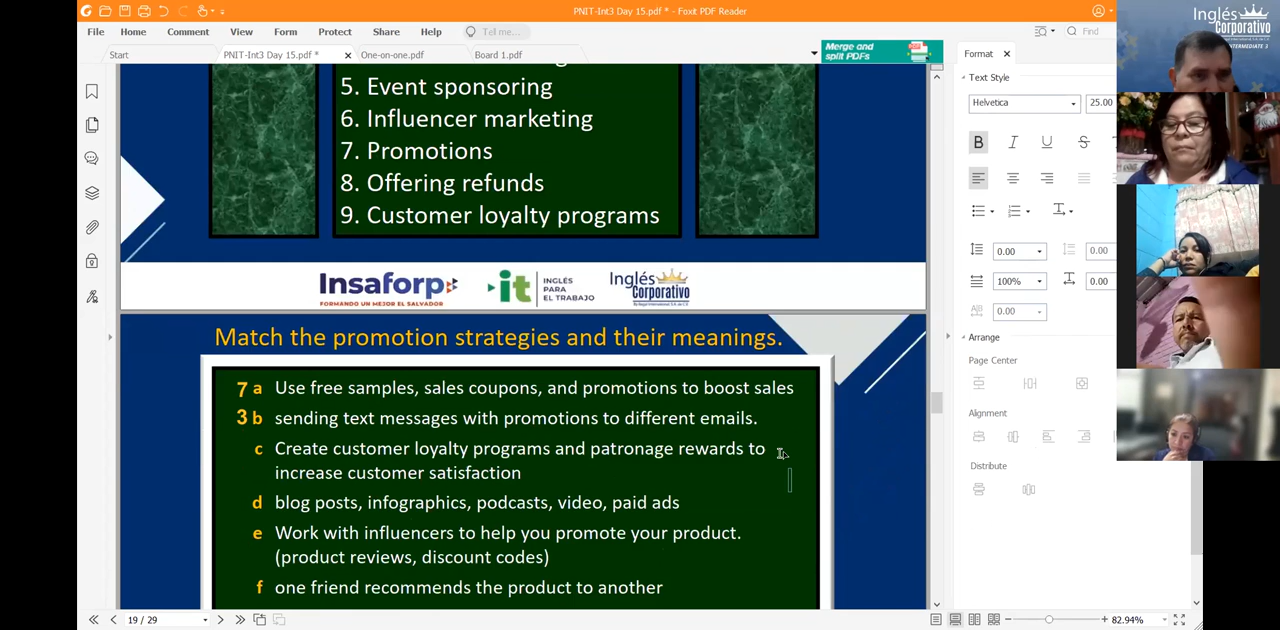 PNIT-Int3 Day 15.pdf * - Foxit PDF Reader
File Home Comment View Form Protect Share Help Tell me... Find
Start PNIT-Int3 Day 15.pdf * One-on-one.pdf Board 1.pdf
Merge and
split PDFs
5. Event sponsoring
6. Influencer marketing
7. Promotions
8. Offering refunds
9. Customer loyalty programs
Insaforp
FORMANDO UN MEJOR EL SALVADOR
it INGLÉS
PARA
EL TRABAJO
Inglés
Corporativo
Match the promotion strategies and their meanings.
7 a Use free samples, sales coupons, and promotions to boost sales
3 b sending text messages with promotions to different emails.
c Create customer loyalty programs and patronage rewards to
increase customer satisfaction
d blog posts, infographics, podcasts, video, paid ads
e Work with influencers to help you promote your product.
(product reviews, discount codes)
f one friend recommends the product to another
19 / 29
82.94%
Format
Text Style
Helvetica 25.00
B I U S
0.00 0.00
100% 0.00
0.00
Arrange
Page Center
Alignment
Distribute
Inglés
Corporativo
INTERMEDIATE 3